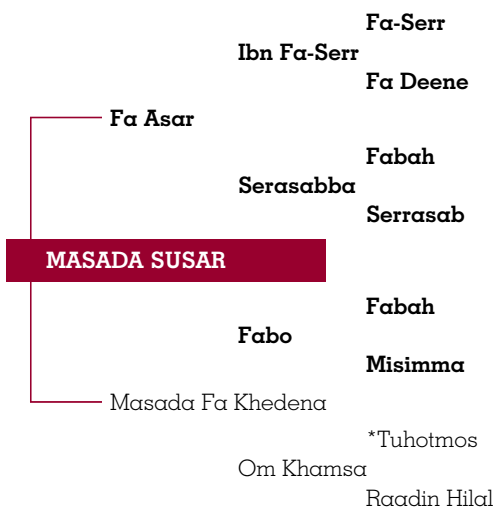 Fa-Serr
Ibn Fa-Serr
Fa Deene
Fa Asar
Fabah
Serasabba
Serrasab
MASADA SUSAR
Fabah
Fabo
Misimma
Masada Fa Khedena
*Tuhotmos
Om Khamsa
Raadin Hilal